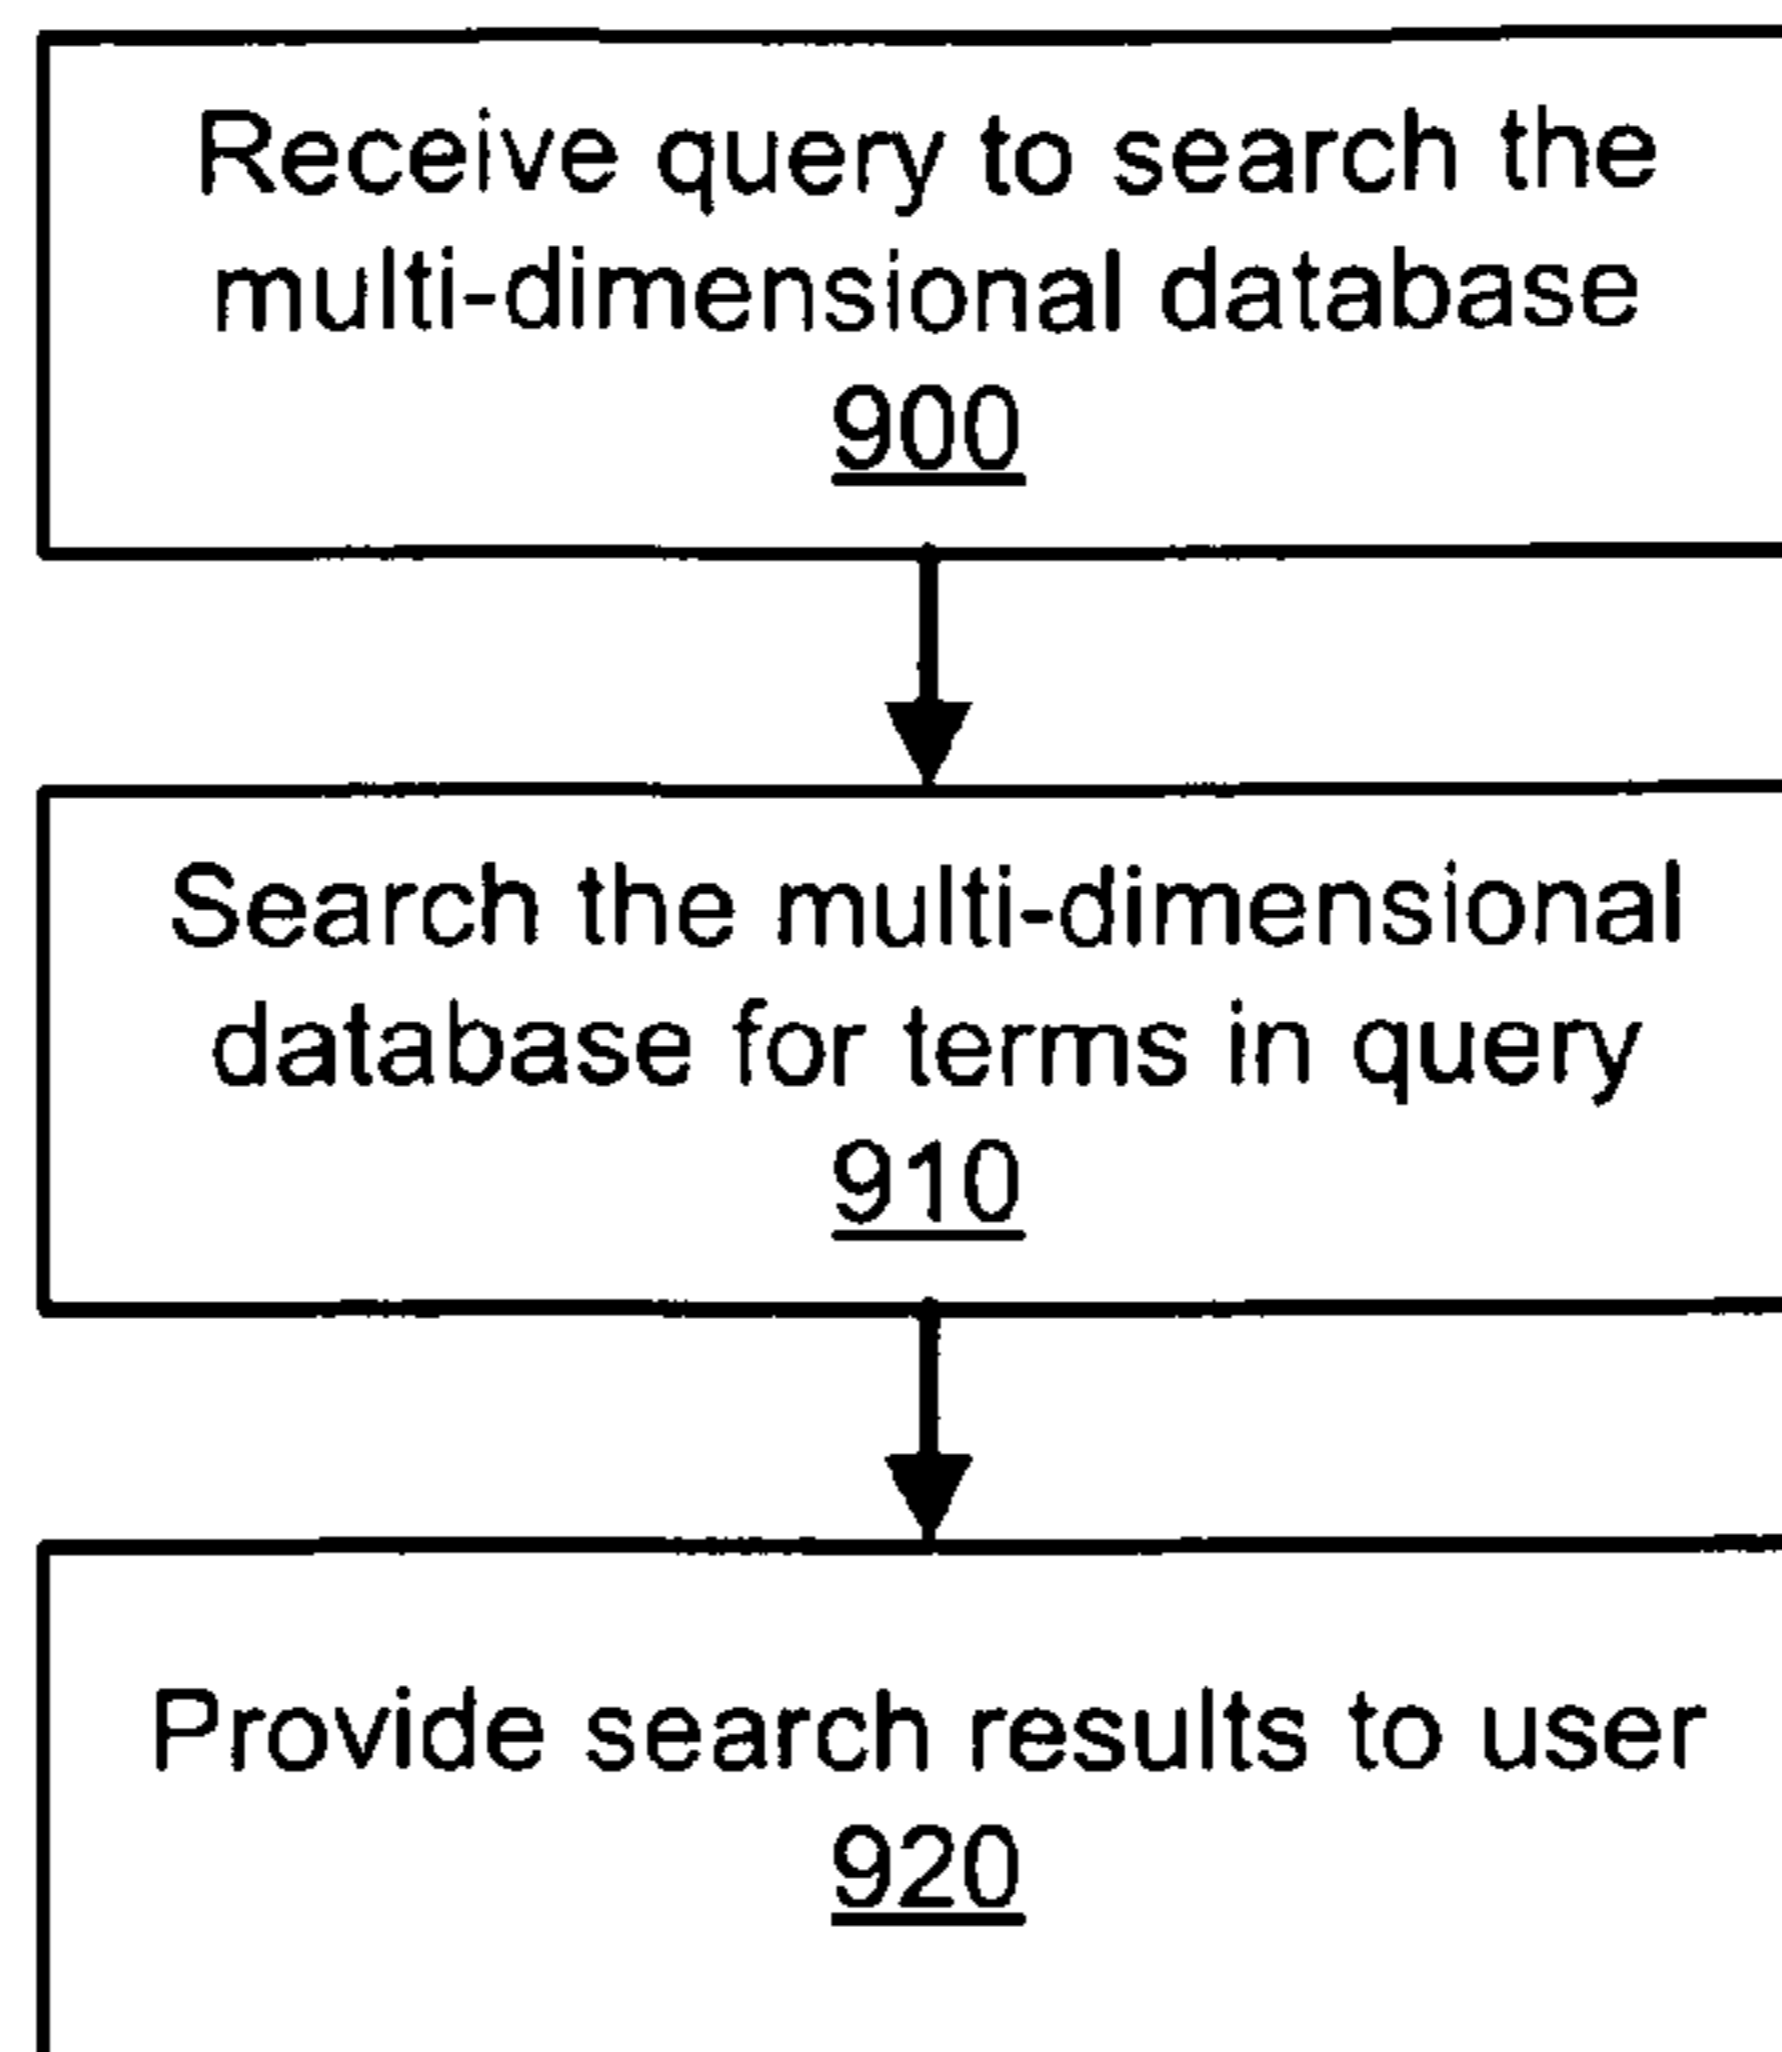 Receive query to search the
multi-dimensional database
900
Search the multi-dimensional
database for terms in query
910
Provide search results to user
920